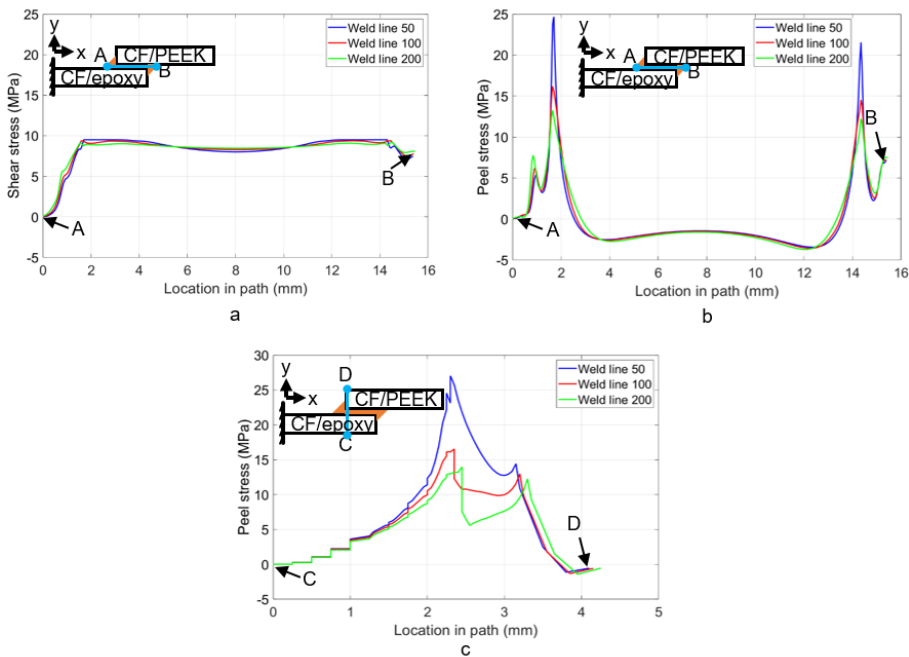 25
20
15
10
5
0
-5
0
2
4
6
8
10
12
14
16
Shear stress (MPa)
Location in path (mm)
Weld line 50
Weld line 100
Weld line 200
y
x
A
CF/PEEK
CF/epoxy
B
A
B
a
25
20
15
10
5
0
-5
0
2
4
6
8
10
12
14
16
Peel stress (MPa)
Location in path (mm)
Weld line 50
Weld line 100
Weld line 200
y
x
A
CF/PEEK
CF/epoxy
B
A
B
b
30
25
20
15
10
5
0
-5
0
1
2
3
4
5
Peel stress (MPa)
Location in path (mm)
Weld line 50
Weld line 100
Weld line 200
y
x
D
CF/PEEK
CF/epoxy
C
C
D
c